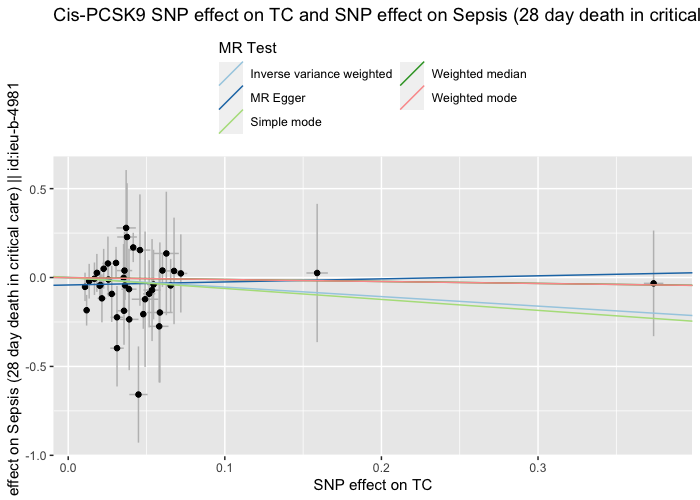 Cis-PCSK9 SNP effect on TC and SNP effect on Sepsis (28 day death in critical
MR Test
Inverse variance weighted
Weighted median
MR Egger
Weighted mode
Simple mode
effect on Sepsis (28 day death in critical care) || id:ieu-b-4981
0.5
0.0
-0.5
-1.0
0.0
0.1
0.2
0.3
SNP effect on TC